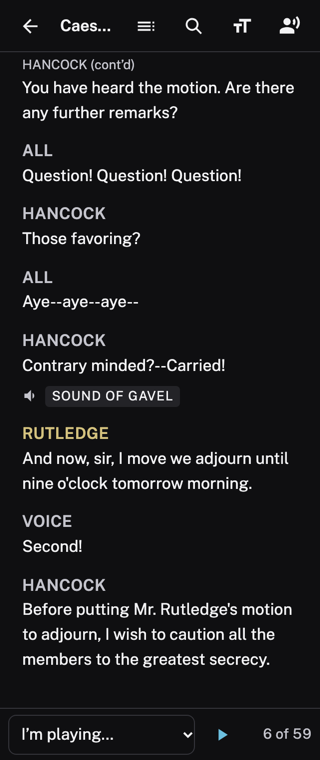 Caes...
HANCOCK (cont'd)
You have heard the motion. Are there
any further remarks?
ALL
Question! Question! Question!
HANCOCK
Those favoring?
ALL
Aye--aye--aye--
HANCOCK
Contrary minded?--Carried!
SOUND OF GAVEL
RUTLEDGE
And now, sir, I move we adjourn until
nine o'clock tomorrow morning.
VOICE
Second!
HANCOCK
Before putting Mr. Rutledge's motion
to adjourn, I wish to caution all the
members to the greatest secrecy.
I'm playing...
6 of 59